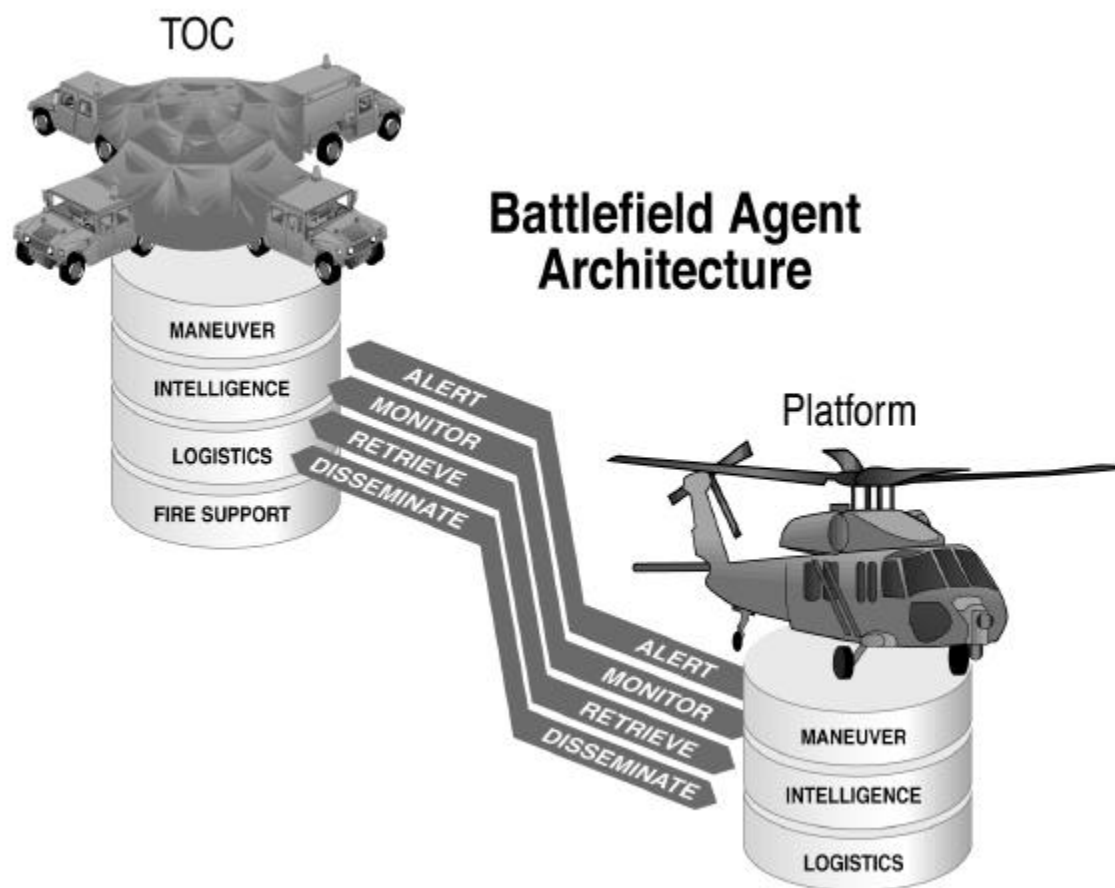 TOC
Battlefield Agent
Architecture
MANEUVER
INTELLIGENCE
LOGISTICS
FIRE SUPPORT
ALERT
MONITOR
RETRIEVE
DISSEMINATE
Platform
ALERT
MONITOR
RETRIEVE
DISSEMINATE
MANEUVER
INTELLIGENCE
LOGISTICS